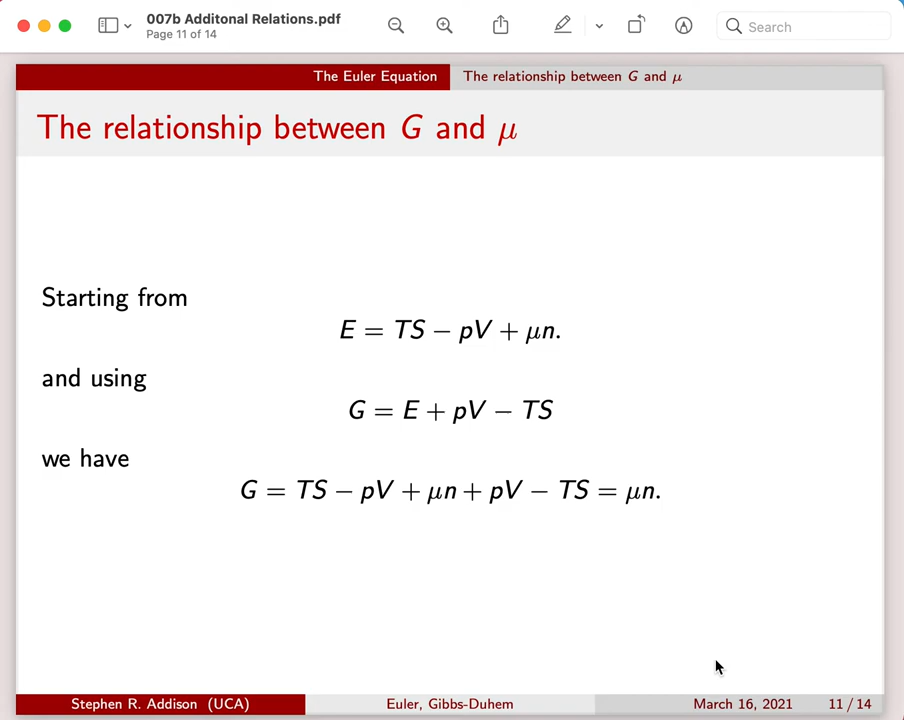 007b Additonal Relations.pdf
Page 11 of 14
Search
The Euler Equation The relationship between G and μ
The relationship between G and μ
Starting from
E = TS − pV + μn.
and using
G = E + pV − TS
we have
G = TS − pV + μn + pV − TS = μn.
Stephen R. Addison (UCA) Euler, Gibbs-Duhem March 16, 2021 11 / 14